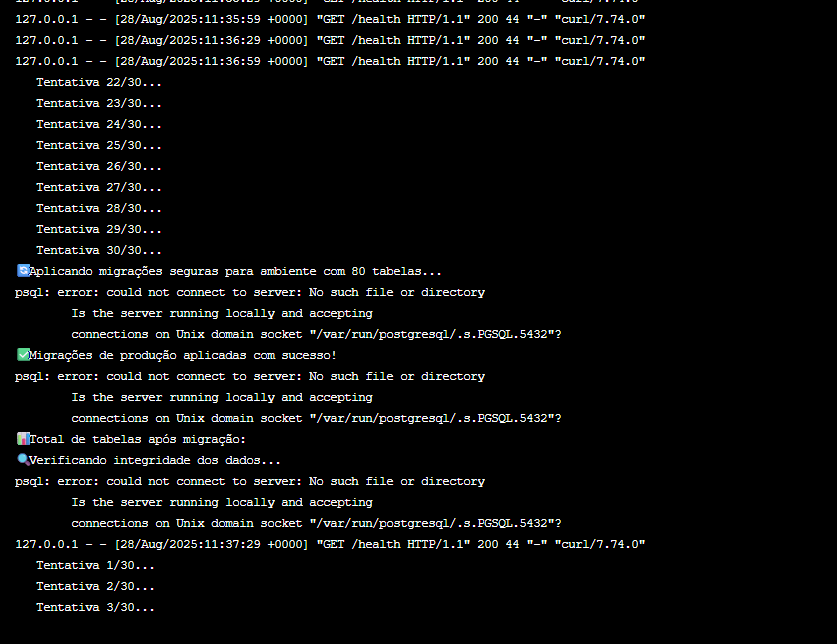 127.0.0.1 - - [28/Aug/2025:11:35:59 +0000] "GET /health HTTP/1.1" 200 44 "-" "curl/7.74.0"
127.0.0.1 - - [28/Aug/2025:11:36:29 +0000] "GET /health HTTP/1.1" 200 44 "-" "curl/7.74.0"
127.0.0.1 - - [28/Aug/2025:11:36:59 +0000] "GET /health HTTP/1.1" 200 44 "-" "curl/7.74.0"
Tentativa 22/30...
Tentativa 23/30...
Tentativa 24/30...
Tentativa 25/30...
Tentativa 26/30...
Tentativa 27/30...
Tentativa 28/30...
Tentativa 29/30...
Tentativa 30/30...
🔄Aplicando migrações seguras para ambiente com 80 tabelas...
psql: error: could not connect to server: No such file or directory
Is the server running locally and accepting
connections on Unix domain socket "/var/run/postgresql/.s.PGSQL.5432"?
✅Migrações de produção aplicadas com sucesso!
psql: error: could not connect to server: No such file or directory
Is the server running locally and accepting
connections on Unix domain socket "/var/run/postgresql/.s.PGSQL.5432"?
📊Total de tabelas após migração:
🔍Verificando integridade dos dados...
psql: error: could not connect to server: No such file or directory
Is the server running locally and accepting
connections on Unix domain socket "/var/run/postgresql/.s.PGSQL.5432"?
127.0.0.1 - - [28/Aug/2025:11:37:29 +0000] "GET /health HTTP/1.1" 200 44 "-" "curl/7.74.0"
Tentativa 1/30...
Tentativa 2/30...
Tentativa 3/30...